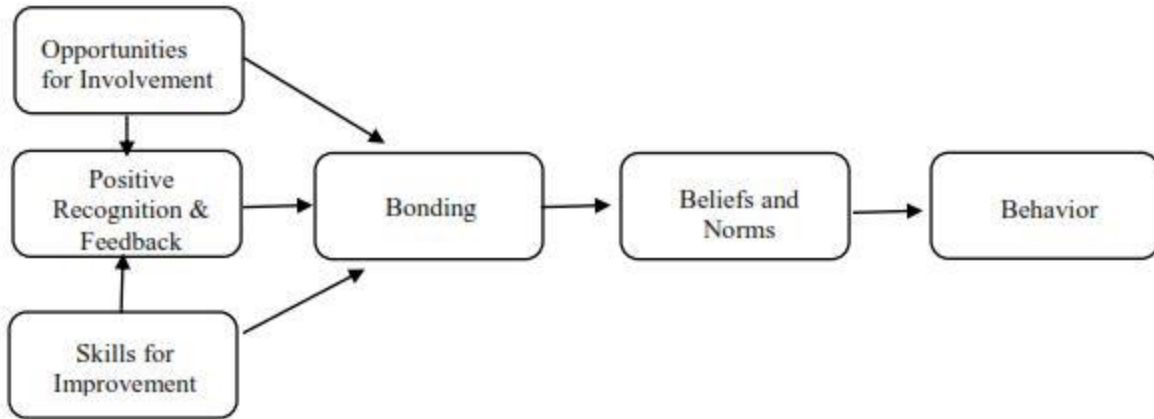 Opportunities
for Involvement
Positive
Recognition &
Feedback
Bonding
Beliefs and
Norms
Behavior
Skills for
Improvement